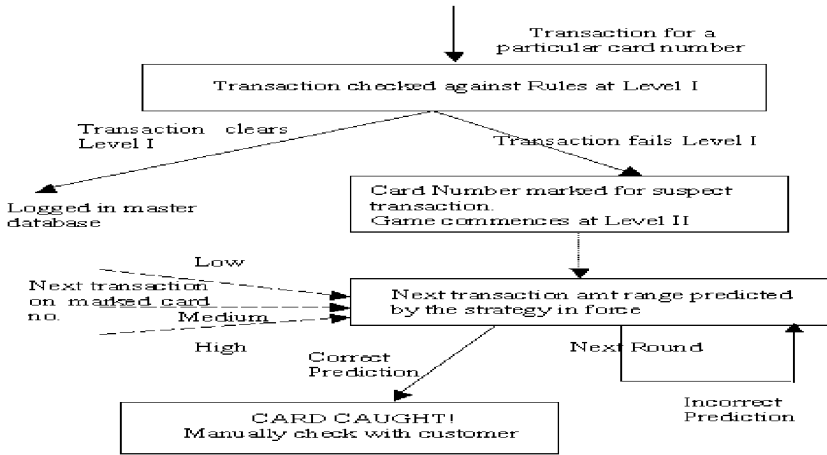 Transaction for a
particular card number
Transaction checked against Rules at Level I
Transaction clears
Level I
Transaction fails Level I
Card Number marked for suspect
transaction.
Game commences at Level II
Logged in master
database
Low
Next transaction
on marked card
no.
Medium
High
Next transaction amt range predicted
by the strategy in force
Correct
Prediction
Next Round
Incorrect
Prediction
CARD CAUGHT!
Manually check with customer